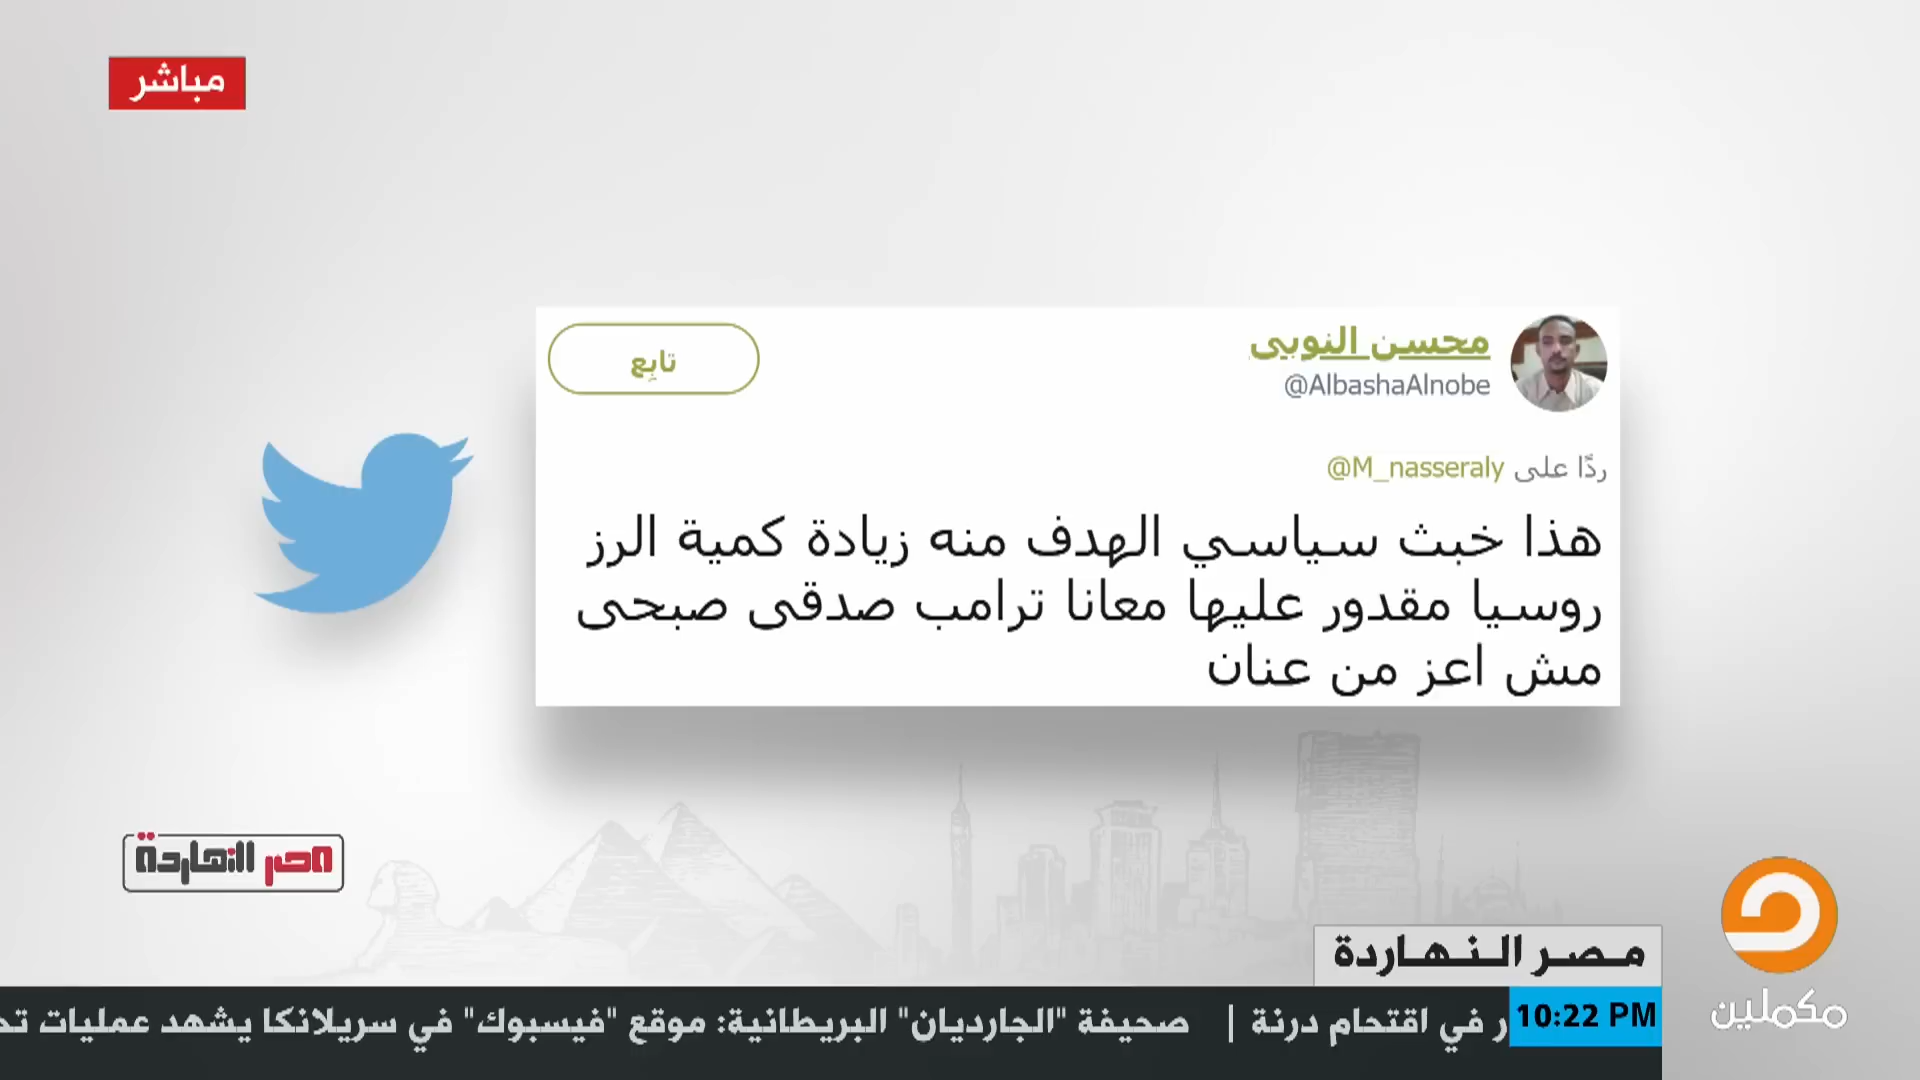 مباشر
محسن النوبى
@AlbashaAlnobe
تابِع
ردًا على @M_nasseraly
هذا خبث سياسي الهدف منه زيادة كمية الرز
روسيا مقدور عليها معانا ترامب صدقى صبحى
مش اعز من عنان
مصر النهاردة
مصر النهاردة
مكملين
10:22 PM
ر في اقتحام درنة | صحيفة "الجارديان" البريطانية: موقع "فيسبوك" في سريلانكا يشهد عمليات تح